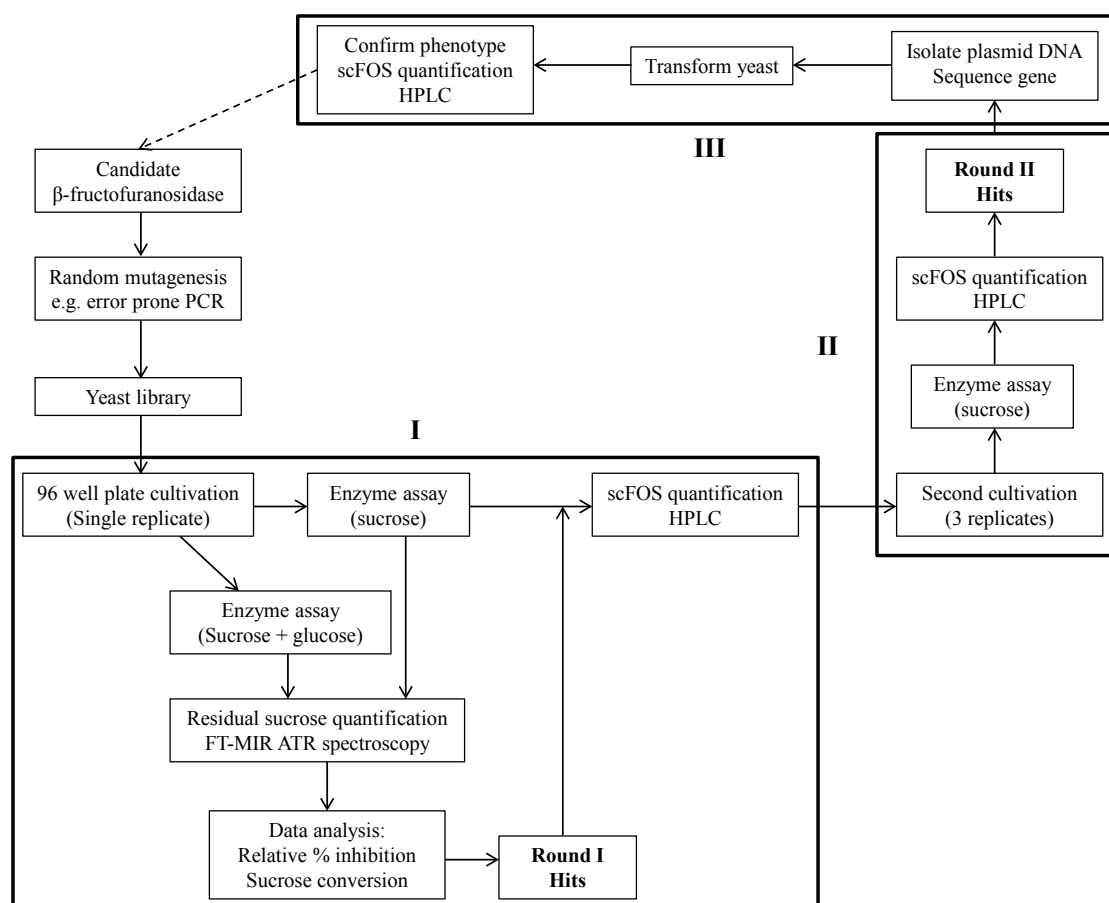 Confirm phenotype
scFOS quantification
HPLC
Transform yeast
Isolate plasmid DNA
Sequence gene
III
Candidate
β-fructofuranosidase
Round II
Hits
Random mutagenesis
e.g. error prone PCR
scFOS quantification
HPLC
II
Yeast library
Enzyme assay
(sucrose)
I
96 well plate cultivation
(Single replicate)
Enzyme assay
(sucrose)
scFOS quantification
HPLC
Second cultivation
(3 replicates)
Enzyme assay
(Sucrose + glucose)
Residual sucrose quantification
FT-MIR ATR spectroscopy
Data analysis:
Relative % inhibition
Sucrose conversion
Round I
Hits